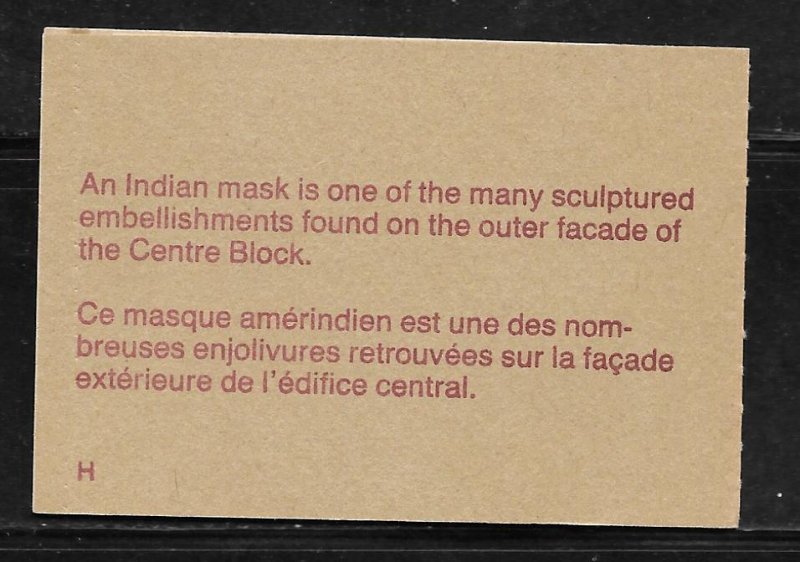 An Indian mask is one of the many sculptured
embellishments found on the outer facade of
the Centre Block.
Ce masque amérindien est une des nom-
breuses enjolivures retrouvées sur la façade
extérieure de l'édifice central.
H